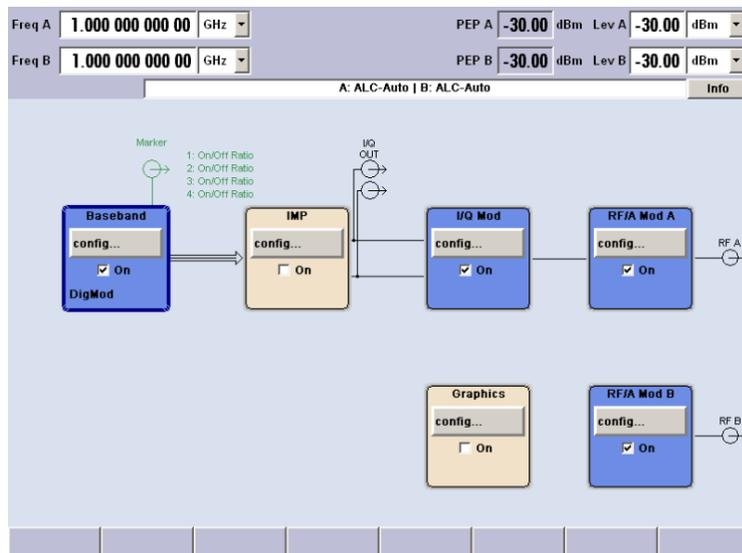 Freq A 1.000 000 000 00 GHz PEP A -30.00 dBm Lev A -30.00 dBm
Freq B 1.000 000 000 00 GHz PEP B -30.00 dBm Lev B -30.00 dBm
A: ALC-Auto | B: ALC-Auto Info
Marker
1: On/Off Ratio
2: On/Off Ratio
3: On/Off Ratio
4: On/Off Ratio
I/Q
OUT
Baseband IMP I/Q Mod RF/A Mod A
config... config... config... config... RF A
On On On On
DigMod
Graphics RF/A Mod B
config... config... RF B
On On